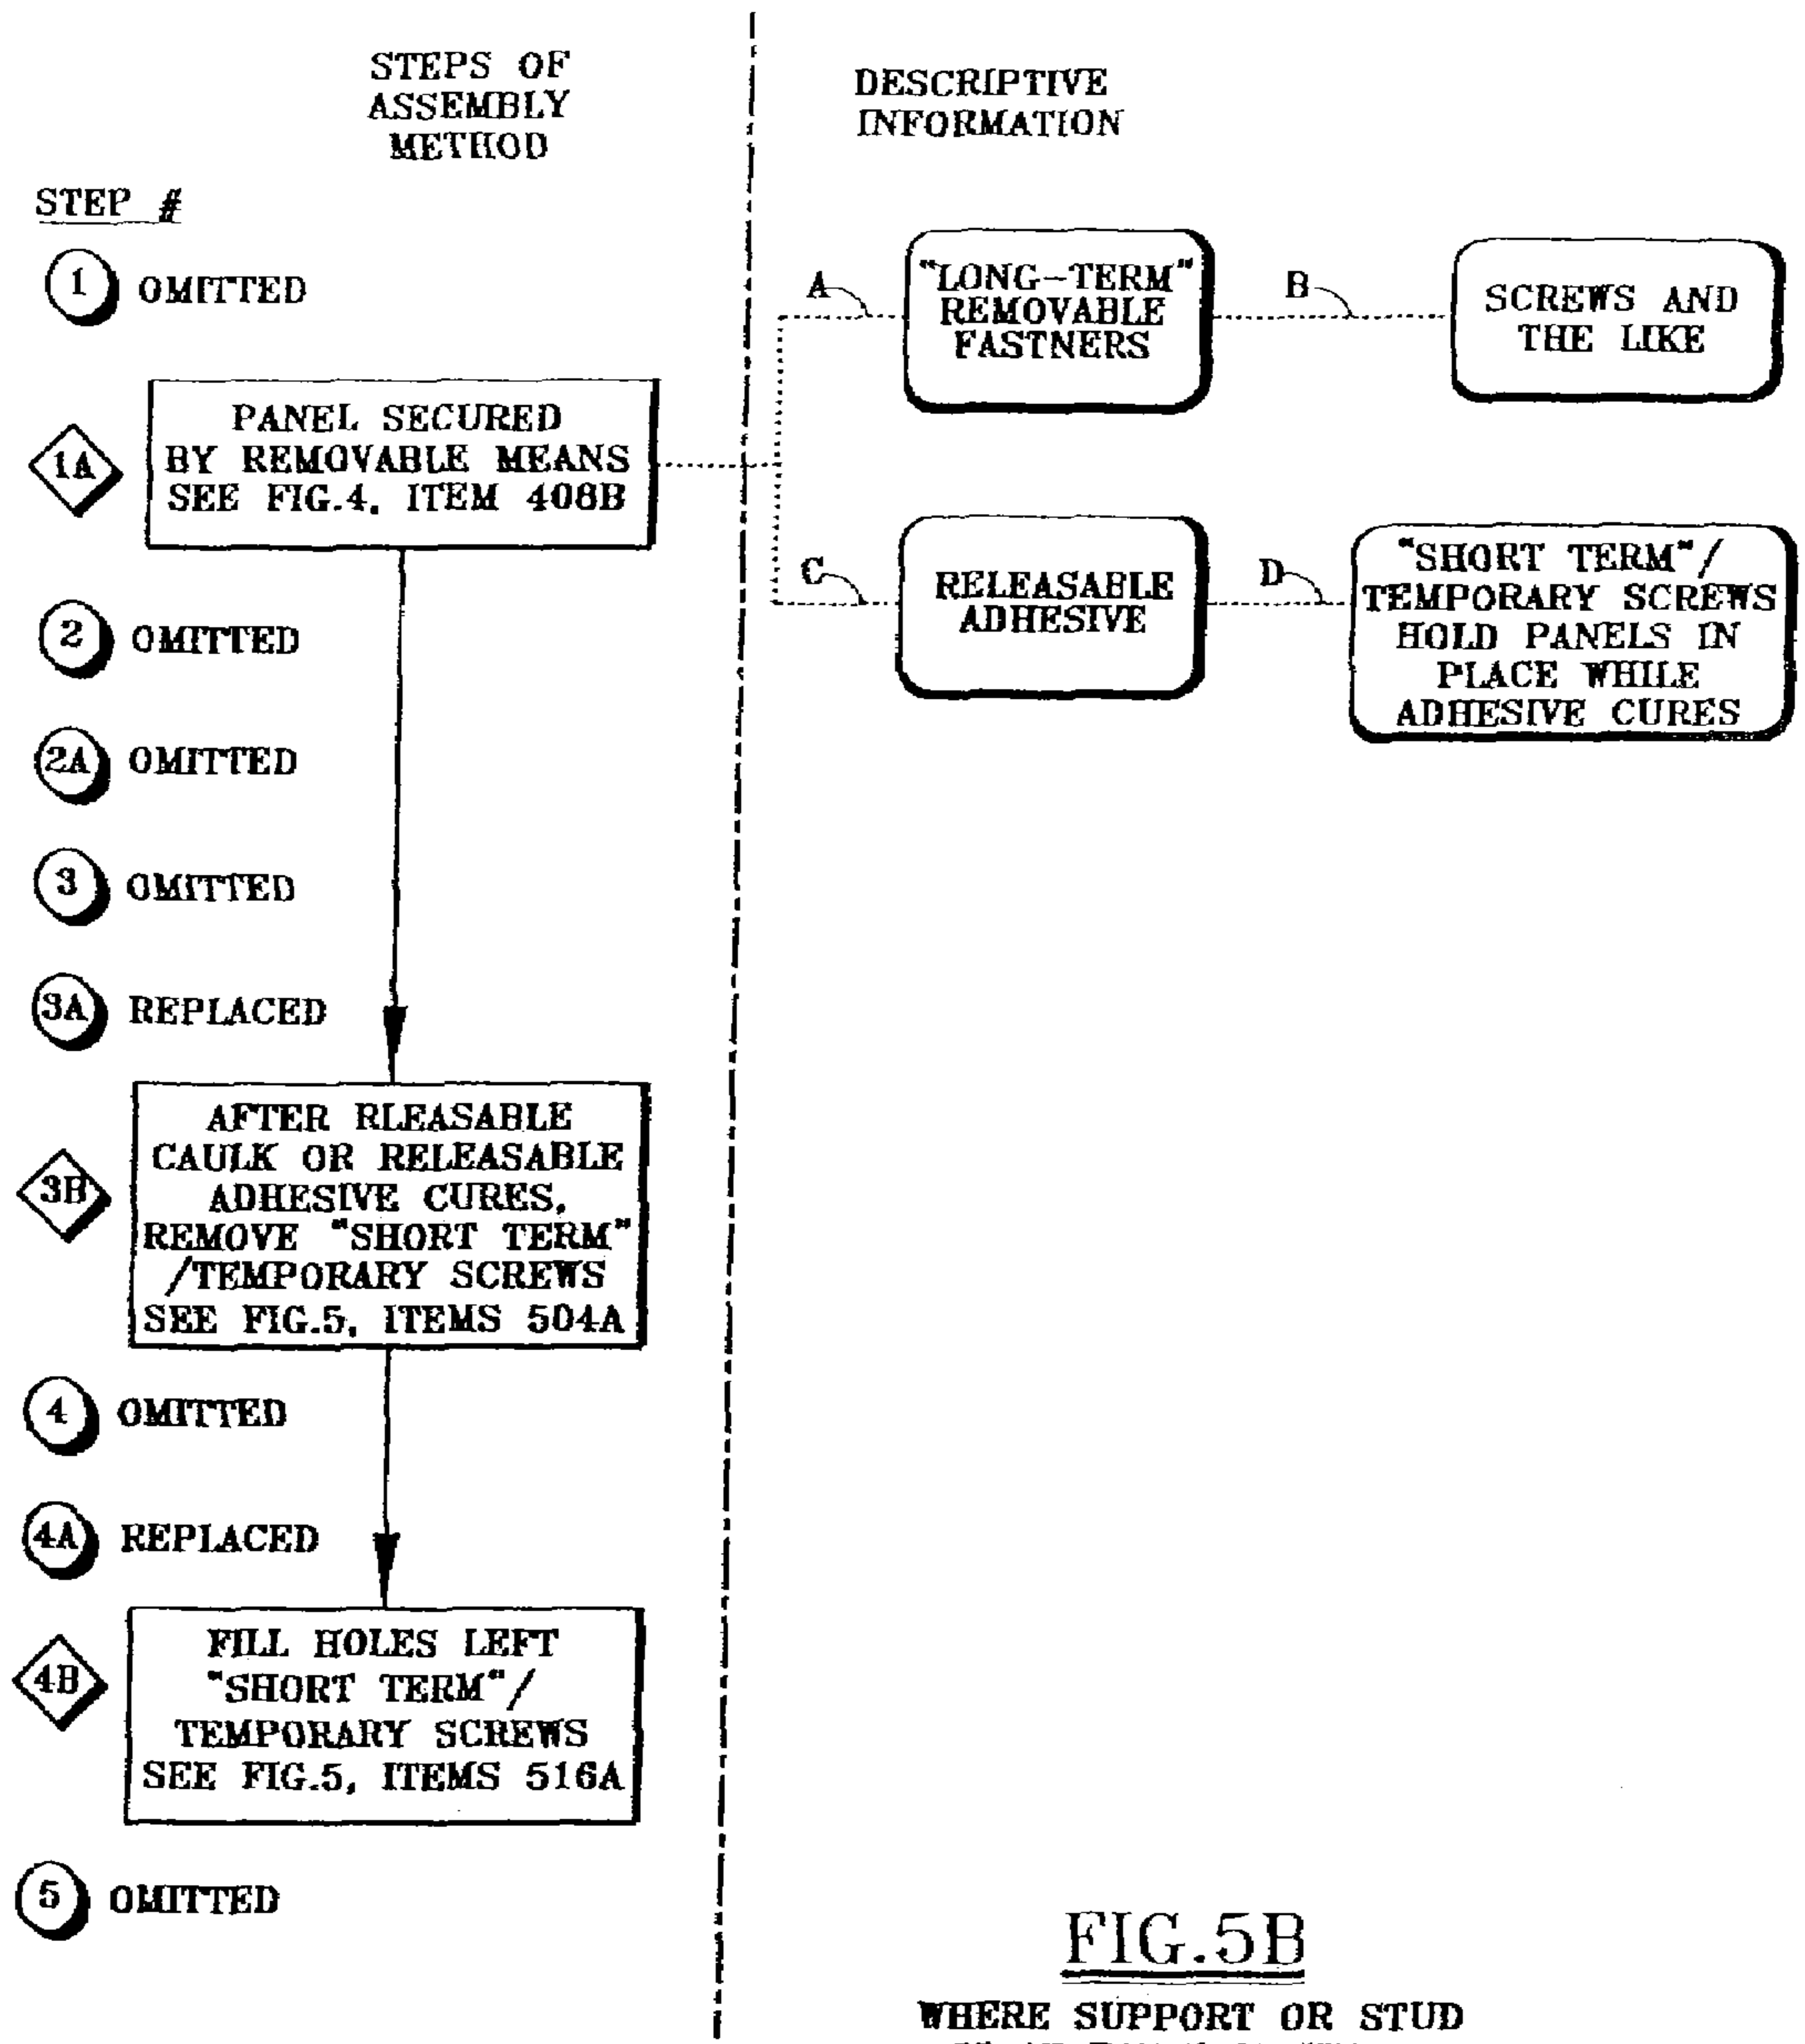 STEPS OF
ASSEMBLY
METHOD
DESCRIPTIVE
INFORMATION
STEP #
1 OMITTED
1A
PANEL SECURED
BY REMOVABLE MEANS
SEE FIG.4, ITEM 408B
A
"LONG-TERM"
REMOVABLE
FASTNERS
B
SCREWS AND
THE LIKE
C
RELEASABLE
ADHESIVE
D
"SHORT TERM"/
TEMPORARY SCREWS
HOLD PANELS IN
PLACE WHILE
ADHESIVE CURES
2 OMITTED
2A OMITTED
3 OMITTED
3A REPLACED
3B
AFTER RLEASABLE
CAULK OR RELEASABLE
ADHESIVE CURES,
REMOVE "SHORT TERM"
/TEMPORARY SCREWS
SEE FIG.5, ITEMS 504A
4 OMITTED
4A REPLACED
4B
FILL HOLES LEFT
"SHORT TERM"/
TEMPORARY SCREWS
SEE FIG.5, ITEMS 516A
5 OMITTED
FIG.5B
WHERE SUPPORT OR STUD